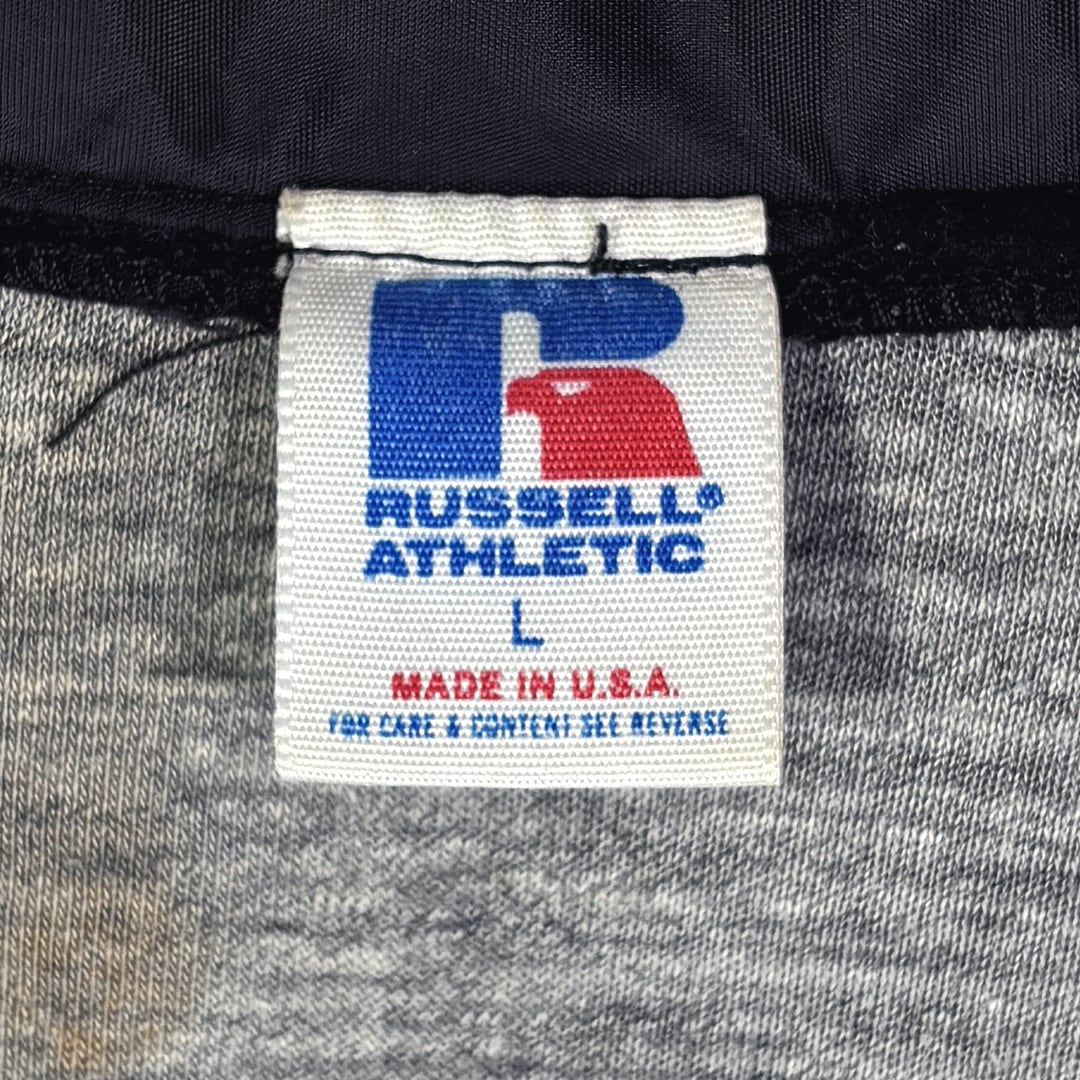 RUSSELL®
ATHLETIC
L
MADE IN U.S.A.
FOR CARE & CONTENT SEE REVERSE